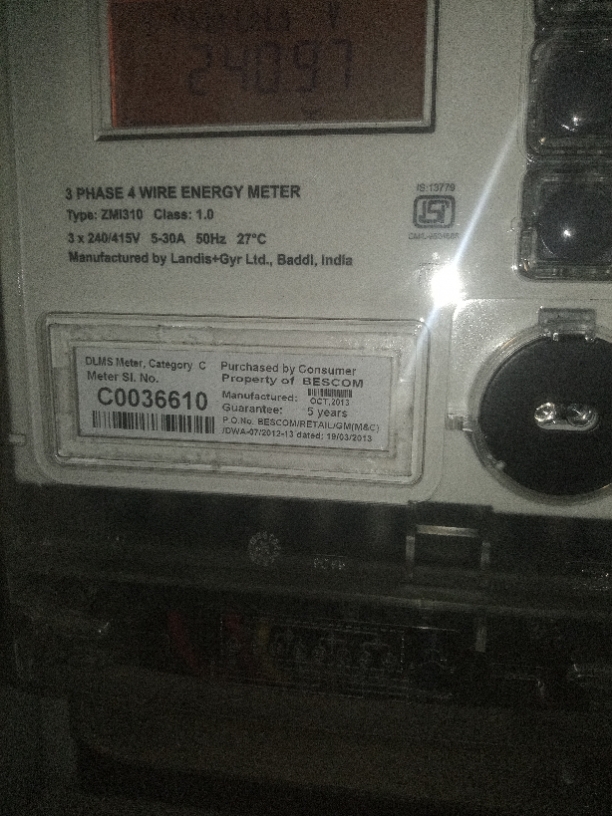 24097
3 PHASE 4 WIRE ENERGY METER
Type: ZMI310 Class: 1.0
3 x 240/415V 5-30A 50Hz 27°C
Manufactured by Landis+Gyr Ltd., Baddi, India
IS:13779
DLMS Meter, Category C
Meter Sl. No.
C0036610
Purchased by Consumer
Property of BESCOM
Manufactured: OCT,2013
Guarantee: 5 years
P.O.No. BESCOM/RETAIL/GM(M&C)
/DWA-07/2012-13 dated: 19/03/2013